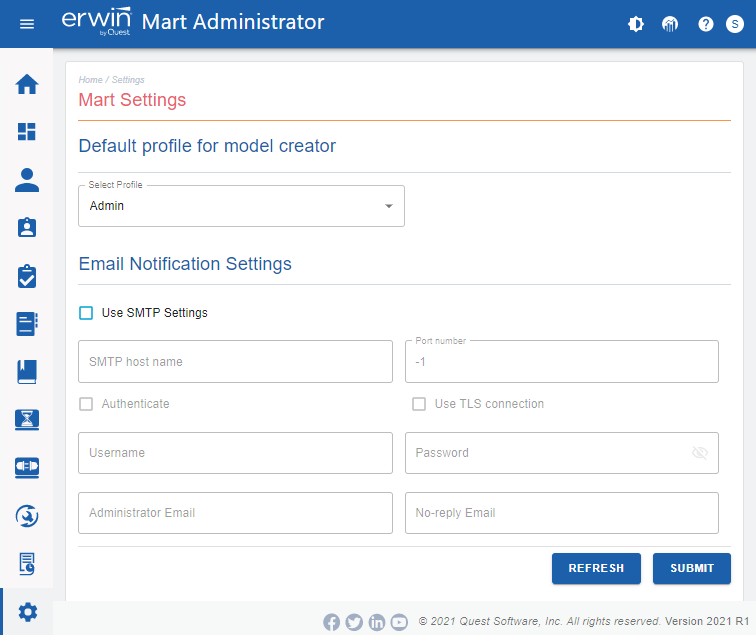 erwin by Quest Mart Administrator
S
Home / Settings
Mart Settings
Default profile for model creator
Select Profile
Admin
Email Notification Settings
Use SMTP Settings
SMTP host name
Port number
-1
Authenticate
Use TLS connection
Username
Password
Administrator Email
No-reply Email
REFRESH
SUBMIT
© 2021 Quest Software, Inc. All rights reserved. Version 2021 R1